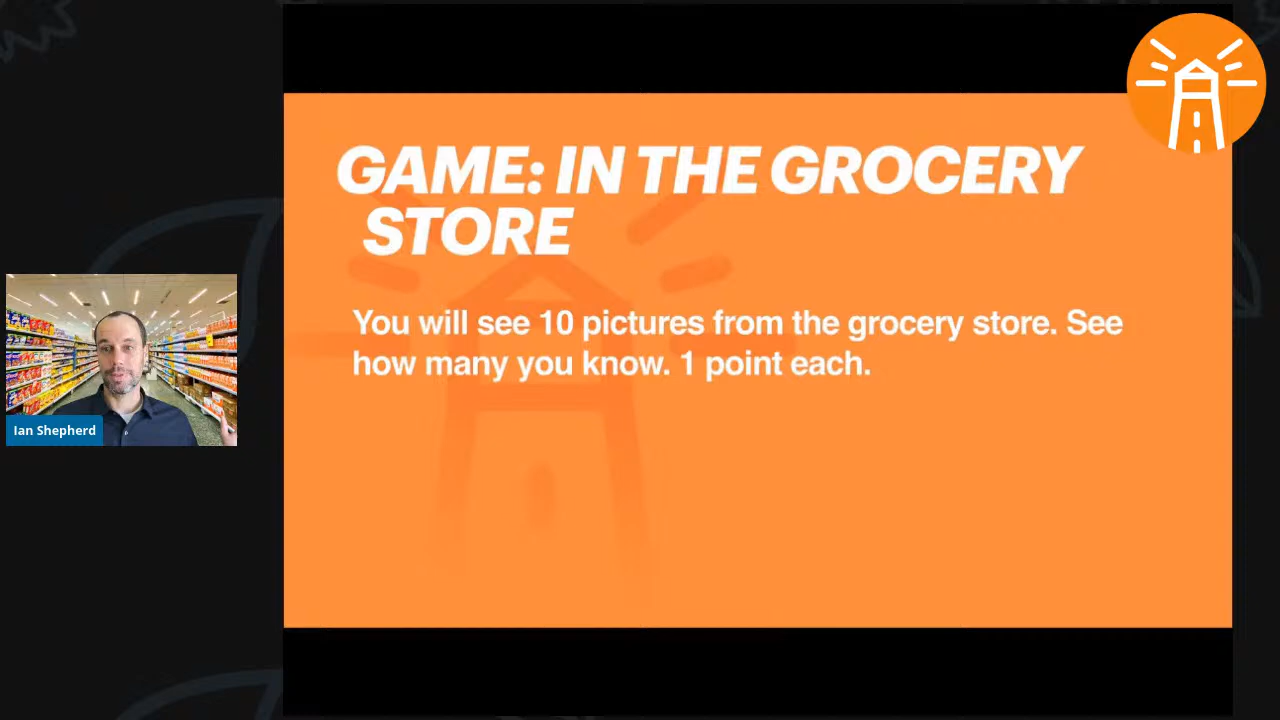 GAME: IN THE GROCERY
STORE
You will see 10 pictures from the grocery store. See
how many you know. 1 point each.
Ian Shepherd